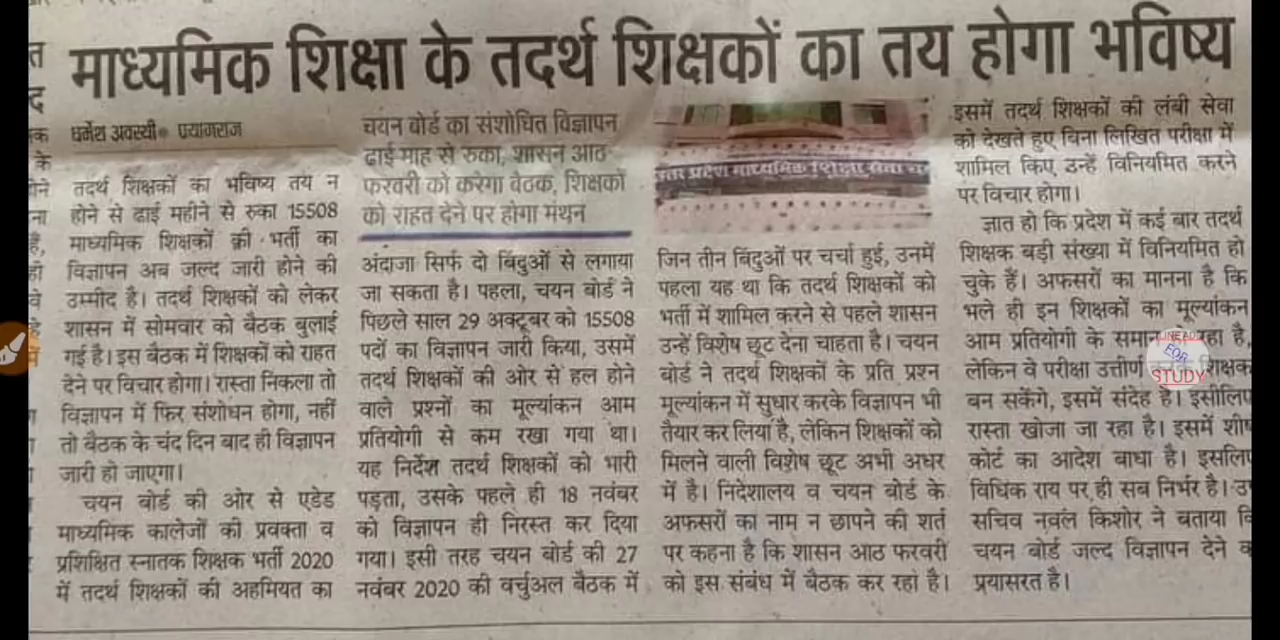 माध्यमिक शिक्षा के तदर्थ शिक्षकों का तय होगा भविष्य
धर्मेश अवस्थी • प्रयागराज
तदर्थ शिक्षकों का भविष्य तय न
होने से ढाई महीने से रुका 15508
माध्यमिक शिक्षकों की भर्ती का
विज्ञापन अब जल्द जारी होने की
उम्मीद है। तदर्थ शिक्षकों को लेकर
शासन में सोमवार को बैठक बुलाई
गई है। इस बैठक में शिक्षकों को राहत
देने पर विचार होगा। रास्ता निकला तो
विज्ञापन में फिर संशोधन होगा, नहीं
तो बैठक के चंद दिन बाद ही विज्ञापन
जारी हो जाएगा।
चयन बोर्ड की ओर से एडेड
माध्यमिक कालेजों की प्रवक्ता व
प्रशिक्षित स्नातक शिक्षक भर्ती 2020
में तदर्थ शिक्षकों की अहमियत का
चयन बोर्ड का संशोधित विज्ञापन
ढाई माह से रुका, शासन आठ
फरवरी को करेगा बैठक, शिक्षकों
को राहत देने पर होगा मंथन
अंदाजा सिर्फ दो बिंदुओं से लगाया
जा सकता है। पहला, चयन बोर्ड ने
पिछले साल 29 अक्टूबर को 15508
पदों का विज्ञापन जारी किया, उसमें
तदर्थ शिक्षकों की ओर से हल होने
वाले प्रश्नों का मूल्यांकन आम
प्रतियोगी से कम रखा गया था।
यह निर्देश तदर्थ शिक्षकों को भारी
पड़ता, उसके पहले ही 18 नवंबर
को विज्ञापन ही निरस्त कर दिया
गया। इसी तरह चयन बोर्ड की 27
नवंबर 2020 की वर्चुअल बैठक में
उत्तर प्रदेश माध्यमिक शिक्षा सेवा
जिन तीन बिंदुओं पर चर्चा हुई, उनमें
पहला यह था कि तदर्थ शिक्षकों को
भर्ती में शामिल करने से पहले शासन
उन्हें विशेष छूट देना चाहता है। चयन
बोर्ड ने तदर्थ शिक्षकों के प्रति प्रश्न
मूल्यांकन में सुधार करके विज्ञापन भी
तैयार कर लिया है, लेकिन शिक्षकों को
मिलने वाली विशेष छूट अभी अधर
में है। निदेशालय व चयन बोर्ड के
अफसरों का नाम न छापने की शर्त
पर कहना है कि शासन आठ फरवरी
को इस संबंध में बैठक कर रहा है।
इसमें तदर्थ शिक्षकों की लंबी सेवा
को देखते हुए बिना लिखित परीक्षा में
शामिल किए उन्हें विनियमित करने
पर विचार होगा।
ज्ञात हो कि प्रदेश में कई बार तदर्थ
शिक्षक बड़ी संख्या में विनियमित हो
चुके हैं। अफसरों का मानना है कि
भले ही इन शिक्षकों का मूल्यांकन
आम प्रतियोगी के समान रहा है,
लेकिन वे परीक्षा उत्तीर्ण
बन सकेंगे, इसमें संदेह है। इसीलिए
रास्ता खोजा जा रहा है। इसमें शीर्ष
कोर्ट का आदेश बाधा है। इसलिए
विधिक राय पर ही सब निर्भर है।
सचिव नवल किशोर ने बताया
चयन बोर्ड जल्द विज्ञापन देने
प्रयासरत है।
FOR
STUDY